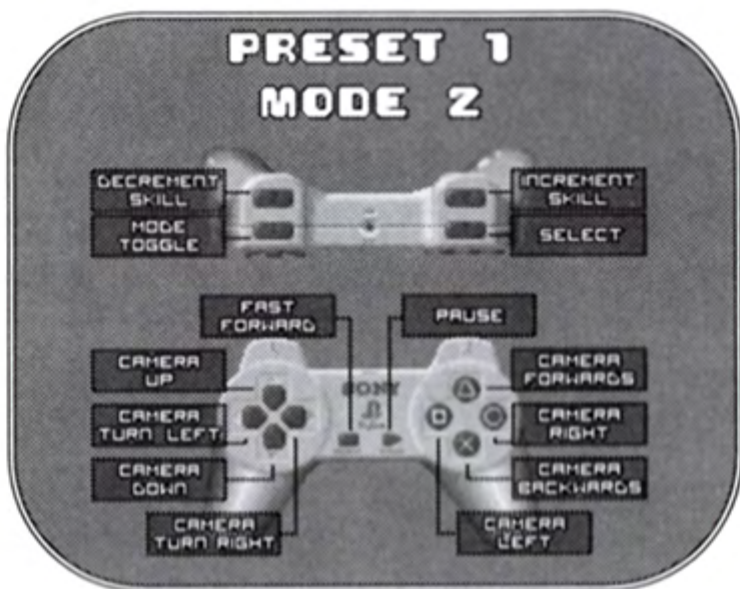 PRESET 1
MODE 2
DECREMENT
SKILL
INCREMENT
SKILL
MODE
TOGGLE
SELECT
FAST
FORWARD
PAUSE
CAMERA
UP
CAMERA
FORWARDS
SONY
CAMERA
TURN LEFT
CAMERA
RIGHT
CAMERA
DOWN
CAMERA
BACKWARDS
CAMERA
TURN RIGHT
CAMERA
LEFT